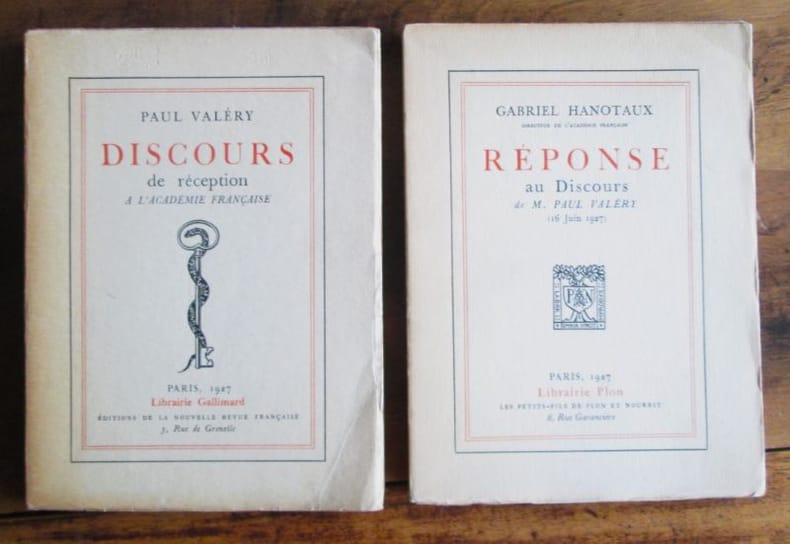 PAUL VALÉRY
DISCOURS
de réception
A L'ACADÉMIE FRANÇAISE
PARIS, 1927
Librairie Gallimard
ÉDITIONS DE LA NOUVELLE REVUE FRANÇAISE
3, Rue de Grenelle
GABRIEL HANOTAUX
DIRECTEUR DE L'ACADÉMIE FRANÇAISE
RÉPONSE
au Discours
de M. PAUL VALÉRY
(16 Juin 1927)
PN
PARIS, 1927
Librairie Plon
LES PETITS-FILS DE PLON ET NOURRIT
8, Rue Garancière